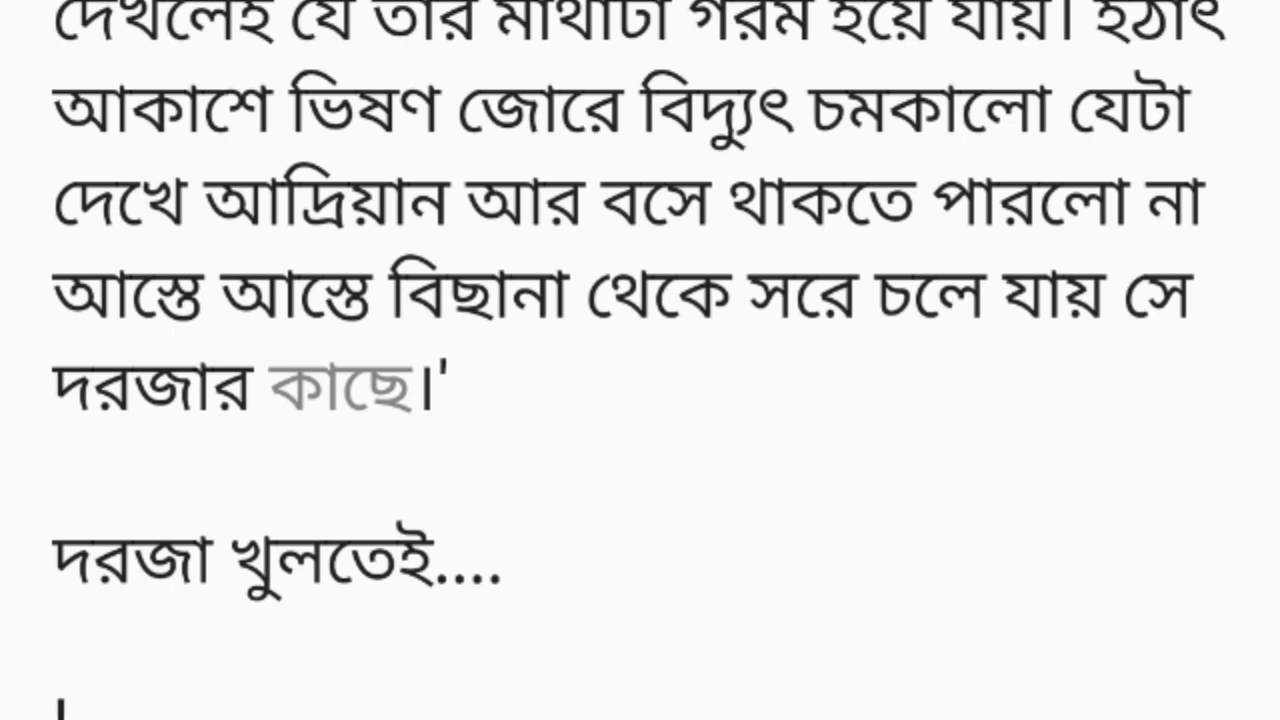 দেখলেই যে তার মাথাটা গরম হয়ে যায়। হঠাৎ
আকাশে ভিষণ জোরে বিদ্যুৎ চমকালো যেটা
দেখে আদ্রিয়ান আর বসে থাকতে পারলো না
আস্তে আস্তে বিছানা থেকে সরে চলে যায় সে
দরজার কাছে।'
দরজা খুলতেই....